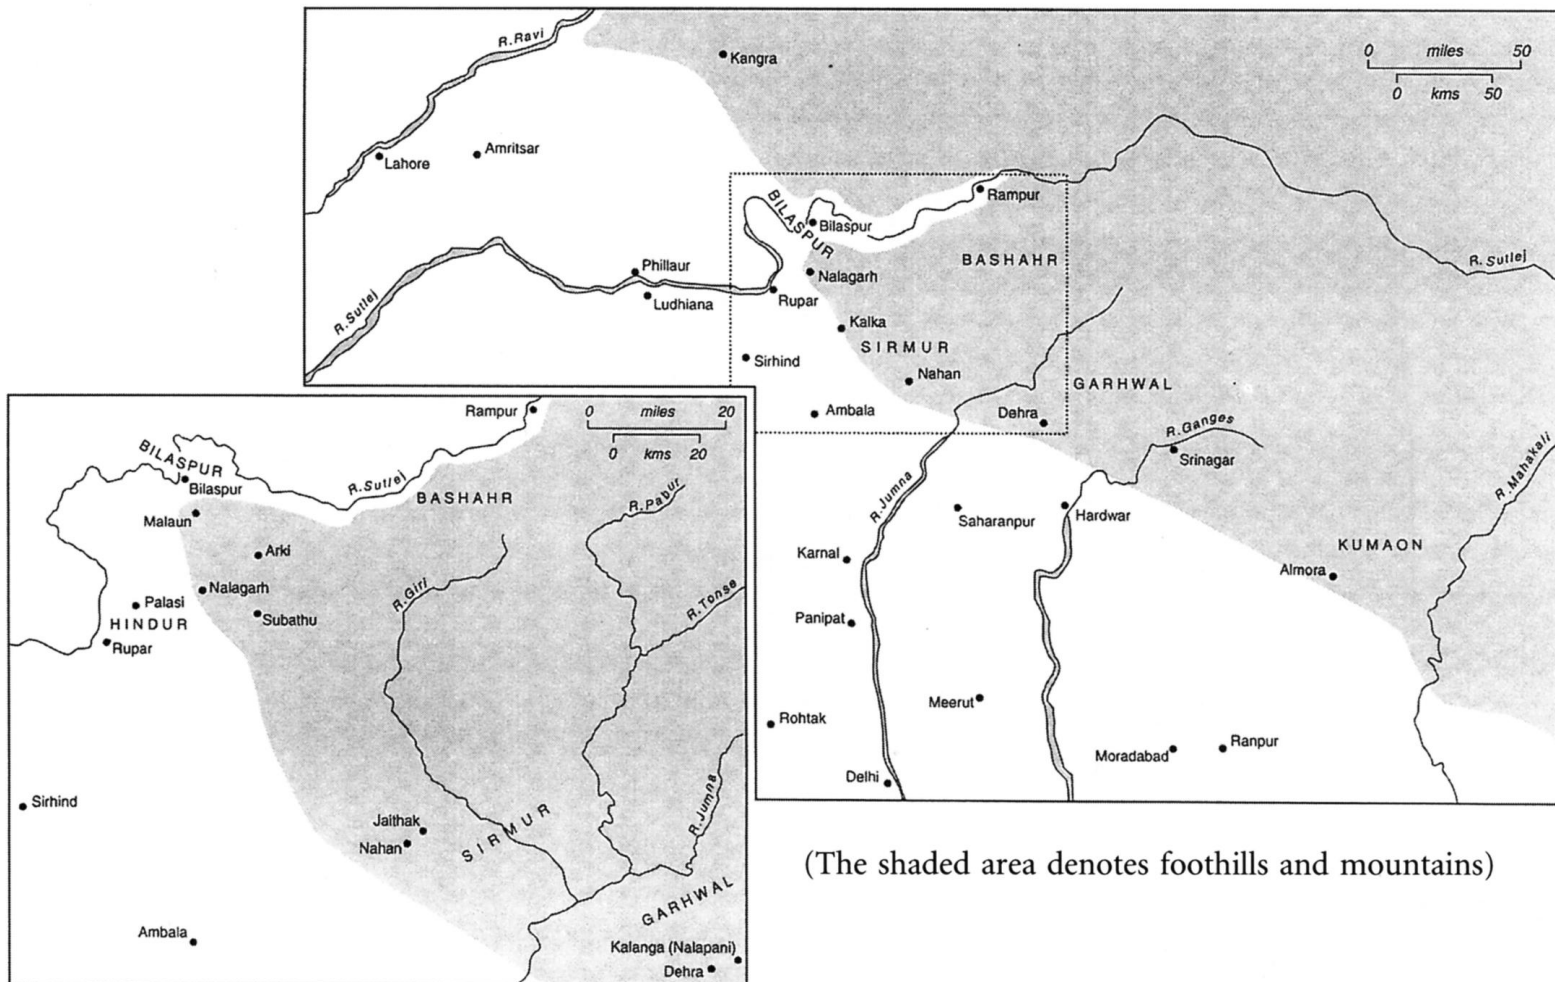 R.Ravi
Kangra
0 miles 50
0 kms 50
Lahore
Amritsar
Rampur
BILASPUR
Bilaspur
BASHAHR
R.Sutlej
Phillaur
Nalagarh
Ludhiana
Rupar
R.Sutlej
Kalka
SIRMUR
Sirhind
Nahan
GARHWAL
Ambala
Dehra
R.Ganges
Srinagar
R.Mahakali
R.Jumna
Saharanpur
Hardwar
Karnal
KUMAON
Almora
Panipat
Meerut
Rohtak
Moradabad
Ranpur
Delhi
Rampur
0 miles 20
0 kms 20
BILASPUR
Bilaspur
R.Sutlej
BASHAHR
R.Pabur
Malaun
Arki
Nalagarh
R.Giri
R.Tonse
Palasi
Subathu
HINDUR
Rupar
Sirhind
R.Jumna
Jaithak
SIRMUR
Nahan
GARHWAL
Ambala
Kalanga (Nalapani)
Dehra
(The shaded area denotes foothills and mountains)